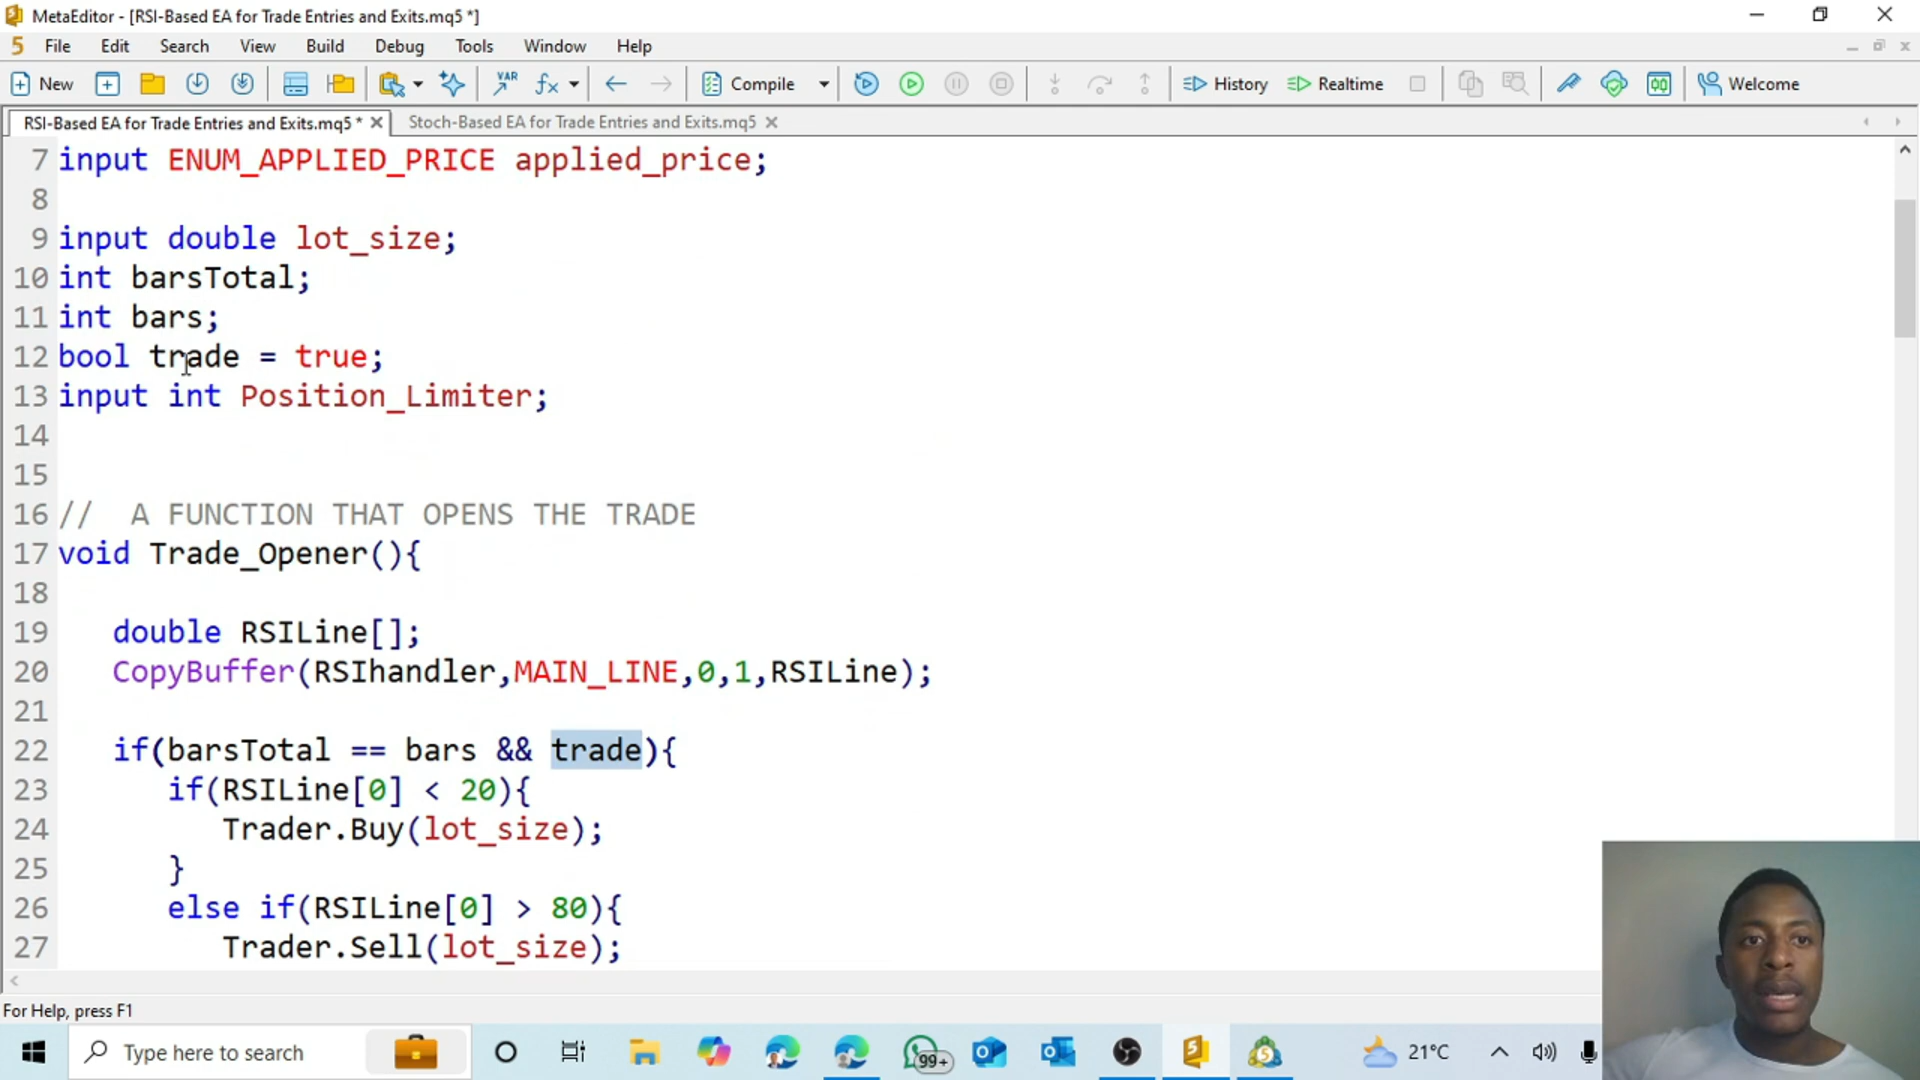 MetaEditor - [RSI-Based EA for Trade Entries and Exits.mq5 *]
5 File Edit Search View Build Debug Tools Window Help
New VAR fx Compile History Realtime Welcome
RSI-Based EA for Trade Entries and Exits.mq5 * Stoch-Based EA for Trade Entries and Exits.mq5
7 input ENUM_APPLIED_PRICE applied_price;
8
9 input double lot_size;
10 int barsTotal;
11 int bars;
12 bool trade = true;
13 input int Position_Limiter;
14
15
16 // A FUNCTION THAT OPENS THE TRADE
17 void Trade_Opener(){
18
19 double RSILine[];
20 CopyBuffer(RSIhandler,MAIN_LINE,0,1,RSILine);
21
22 if(barsTotal == bars && trade){
23 if(RSILine[0] < 20){
24 Trader.Buy(lot_size);
25 }
26 else if(RSILine[0] > 80){
27 Trader.Sell(lot_size);
For Help, press F1
Type here to search 99+ 5 21°C